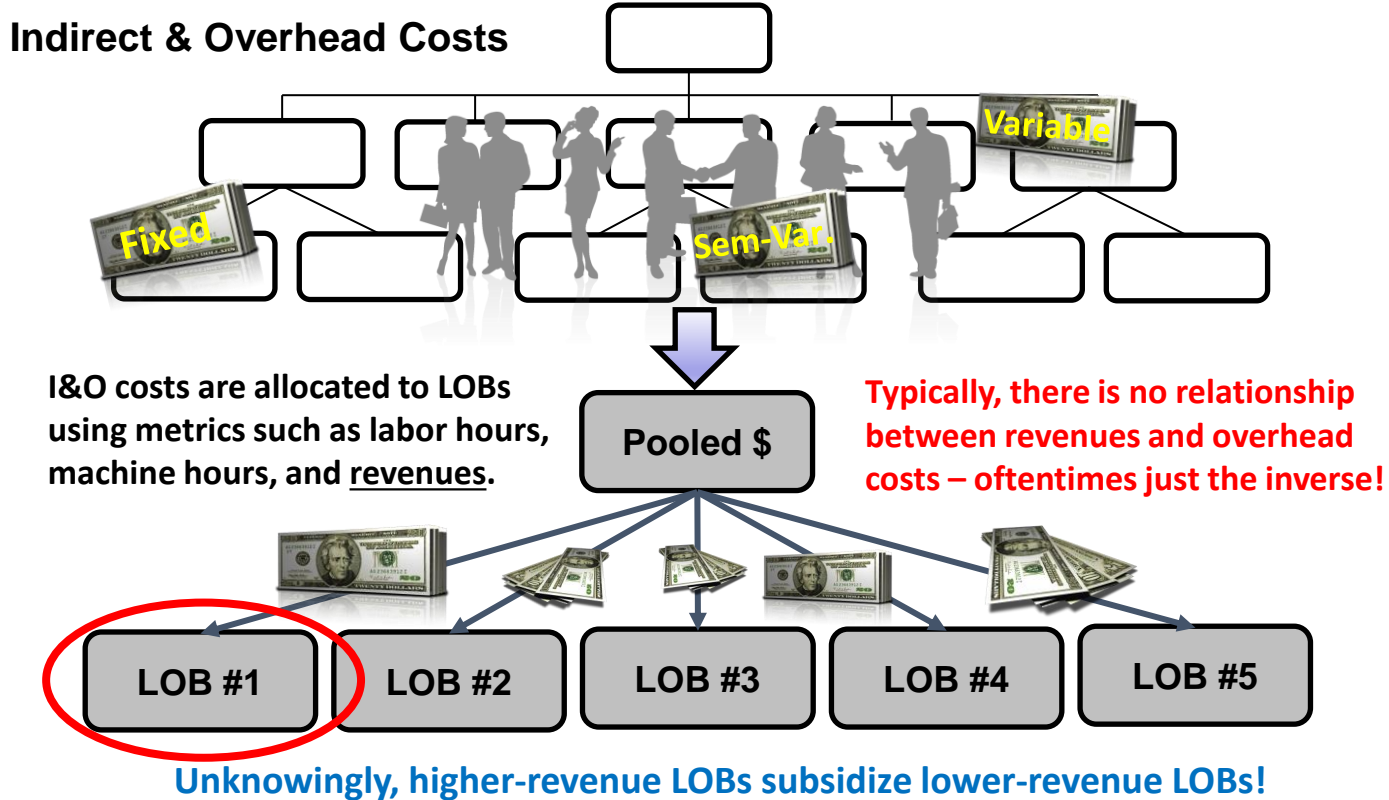 Indirect & Overhead Costs
Variable
Fixed
Sem-Var.
I&O costs are allocated to LOBs
using metrics such as labor hours,
machine hours, and revenues.
Pooled $
Typically, there is no relationship
between revenues and overhead
costs – oftentimes just the inverse!
LOB #1
LOB #2
LOB #3
LOB #4
LOB #5
Unknowingly, higher-revenue LOBs subsidize lower-revenue LOBs!